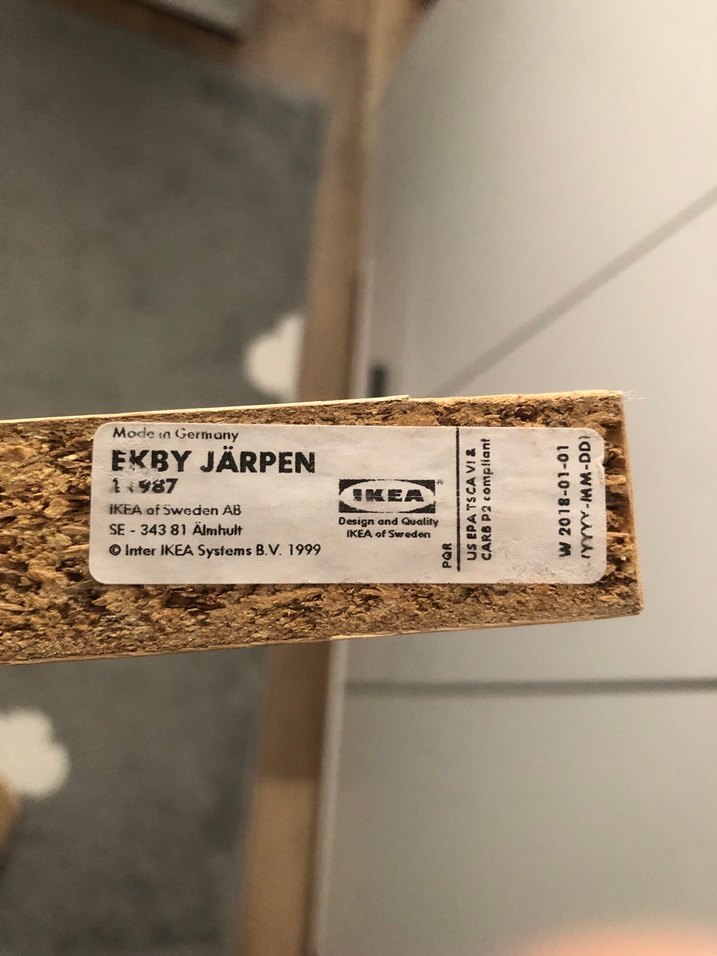 Made in Germany
EKBY JÄRPEN
IKEA of Sweden AB
SE - 343 81 Älmhult
© Inter IKEA Systems B.V. 1999
IKEA
®
Design and Quality
IKEA of Sweden
PQR
US EPA TSCA VI &
CARB P2 compliant
W 2018-01-01
(YYYY-MM-DD)